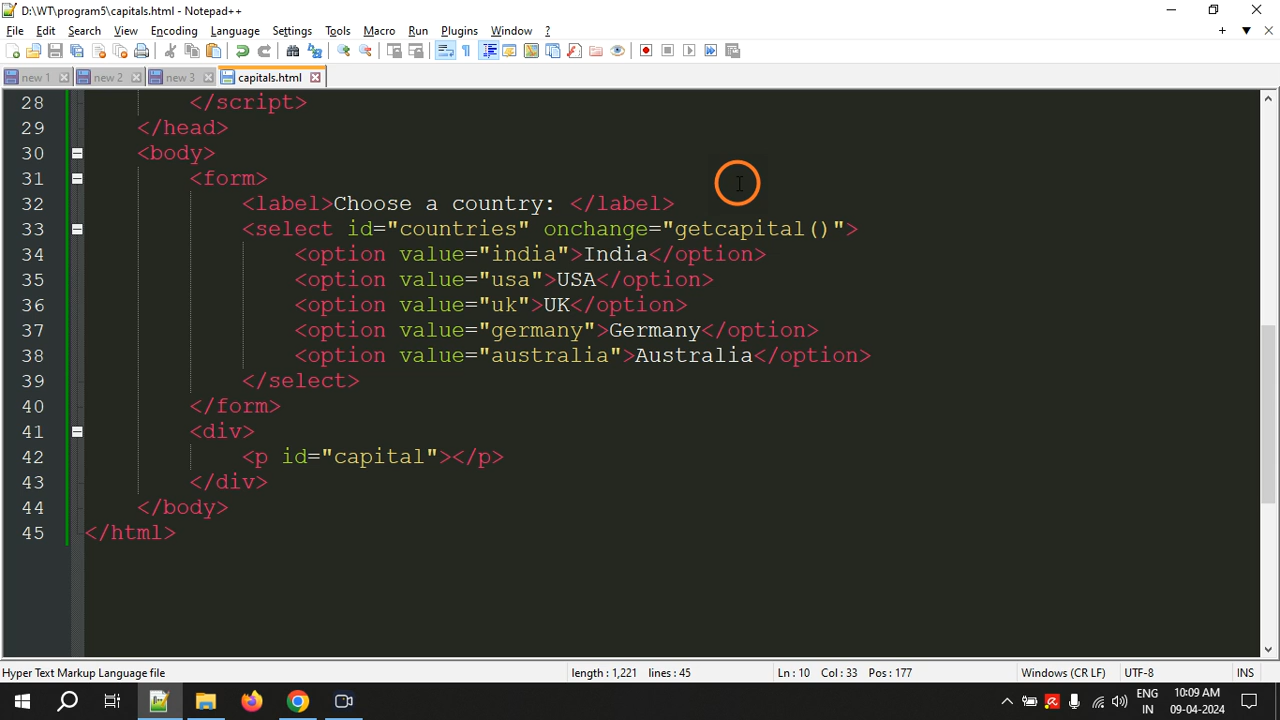 D:\WT\program5\capitals.html - Notepad++
File Edit Search View Encoding Language Settings Tools Macro Run Plugins Window ?
new 1 new 2 new 3 capitals.html
28 </script>
29 </head>
30 <body>
31 <form>
32 <label>Choose a country: </label>
33 <select id="countries" onchange="getcapital()">
34 <option value="india">India</option>
35 <option value="usa">USA</option>
36 <option value="uk">UK</option>
37 <option value="germany">Germany</option>
38 <option value="australia">Australia</option>
39 </select>
40 </form>
41 <div>
42 <p id="capital"></p>
43 </div>
44 </body>
45 </html>
Hyper Text Markup Language file length : 1,221 lines : 45 Ln : 10 Col : 33 Pos : 177 Windows (CR LF) UTF-8 INS
ENG 10:09 AM
IN 09-04-2024